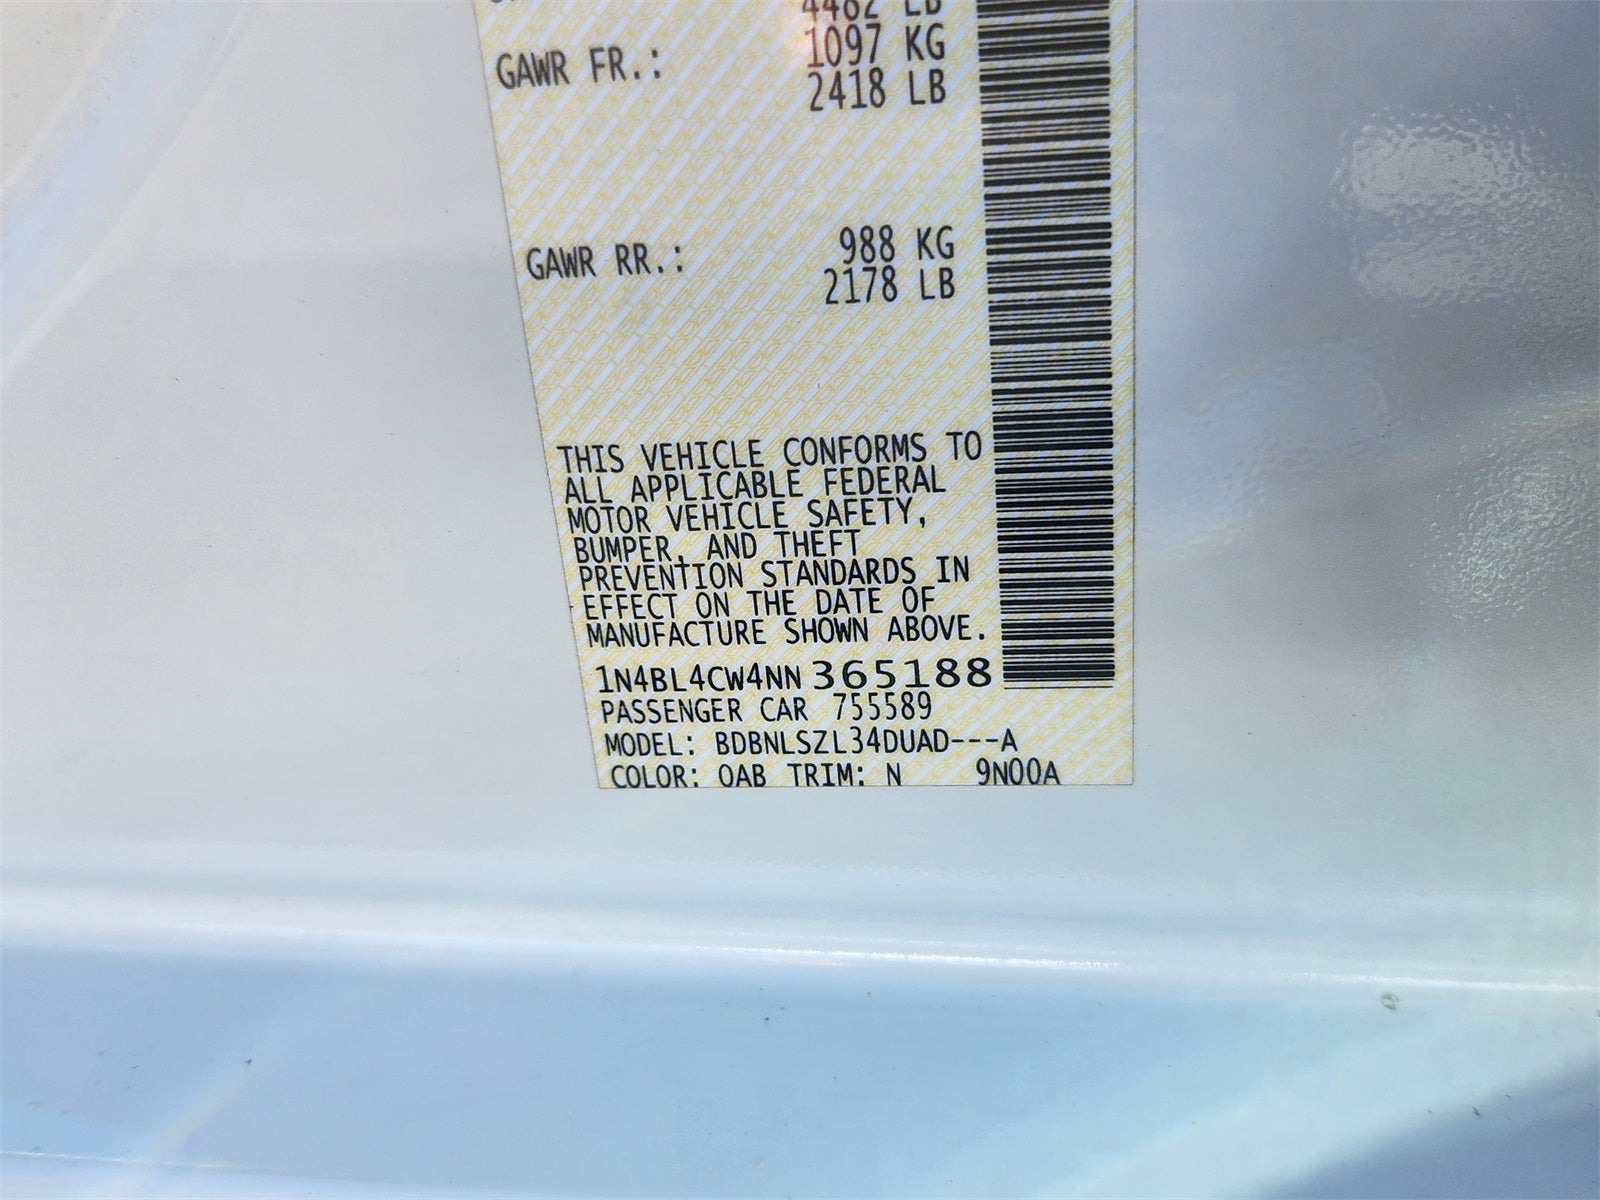 4462 LB
GAWR FR.: 1097 KG
2418 LB
GAWR RR.: 988 KG
2178 LB
THIS VEHICLE CONFORMS TO
ALL APPLICABLE FEDERAL
MOTOR VEHICLE SAFETY,
BUMPER, AND THEFT
PREVENTION STANDARDS IN
EFFECT ON THE DATE OF
MANUFACTURE SHOWN ABOVE.
1N4BL4CW4NN365188
PASSENGER CAR 755589
MODEL: BDBNLSZL34DUAD---A
COLOR: QAB TRIM: N 9N00A